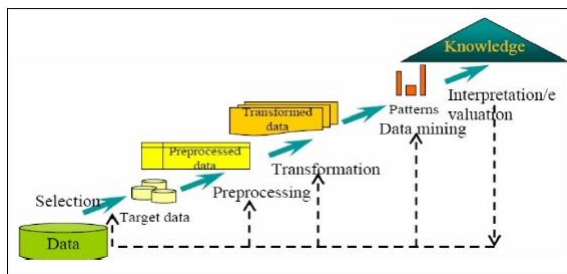 Knowledge
Interpretation/e
valuation
Patterns
Data mining
Transformed
data
Transformation
Preprocessed
data
Preprocessing
Selection
Target data
Data